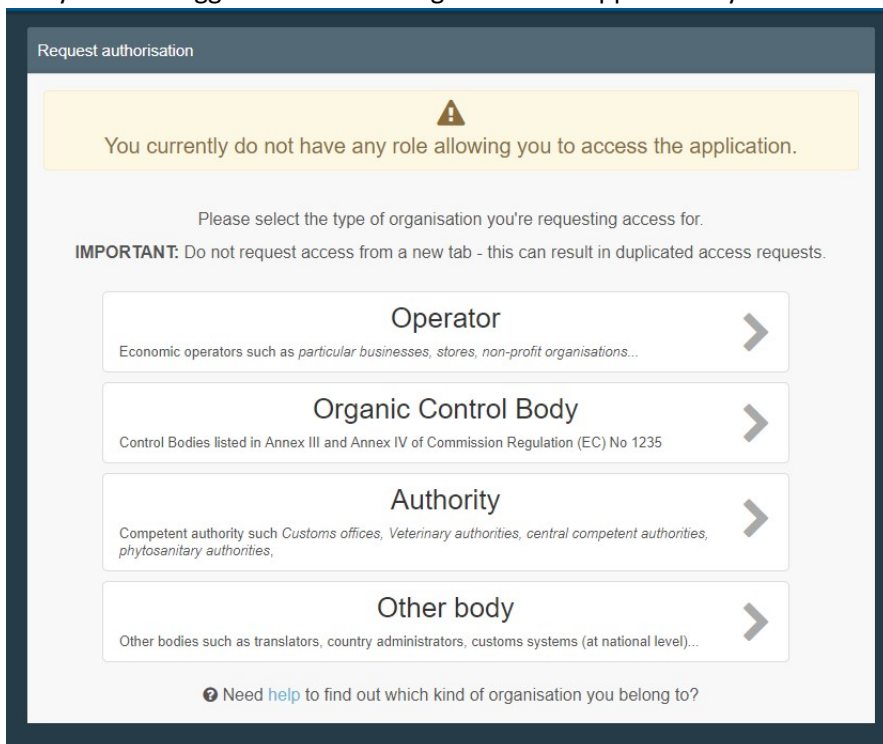 Request authorisation
You currently do not have any role allowing you to access the application.
Please select the type of organisation you're requesting access for.
IMPORTANT: Do not request access from a new tab - this can result in duplicated access requests.
Operator
Economic operators such as particular businesses, stores, non-profit organisations...
Organic Control Body
Control Bodies listed in Annex III and Annex IV of Commission Regulation (EC) No 1235
Authority
Competent authority such Customs offices, Veterinary authorities, central competent authorities,
phytosanitary authorities,
Other body
Other bodies such as translators, country administrators, customs systems (at national level)...
Need help to find out which kind of organisation you belong to?